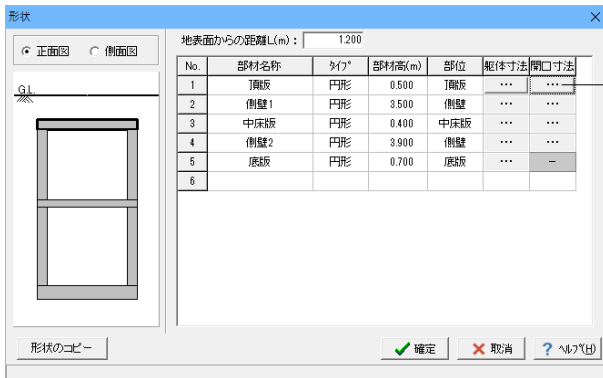 形状
正面図 側面図
地表面からの距離L(m): 1.200
G.L.
No. 部材名称 ﾀｲﾌﾟ 部材高(m) 部位 躯体寸法 開口寸法
1 頂版 円形 0.500 頂版 … …
2 側壁1 円形 3.500 側壁 … …
3 中床版 円形 0.400 中床版 … …
4 側壁2 円形 3.900 側壁 … …
5 底版 円形 0.700 底版 … −
6
形状のコピー 確定 取消 ? ﾍﾙﾌﾟ(H)